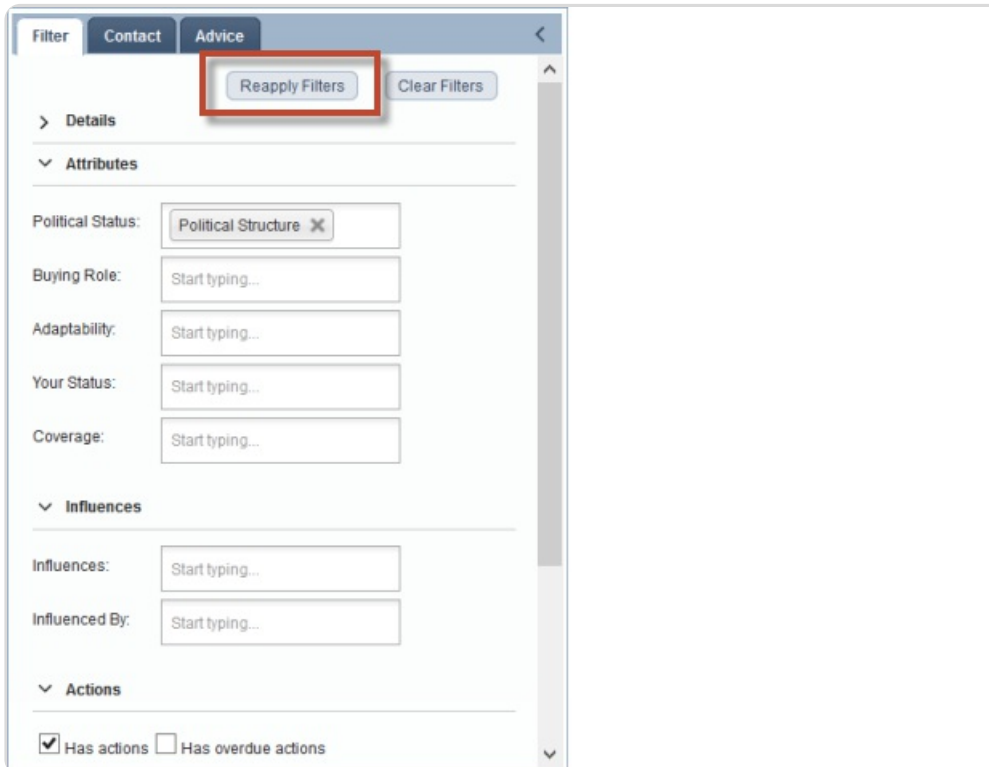 Filter Contact Advice
Reapply Filters Clear Filters
Details
Attributes
Political Status: Political Structure
Buying Role: Start typing...
Adaptability: Start typing...
Your Status: Start typing...
Coverage: Start typing...
Influences
Influences: Start typing...
Influenced By: Start typing...
Actions
Has actions Has overdue actions